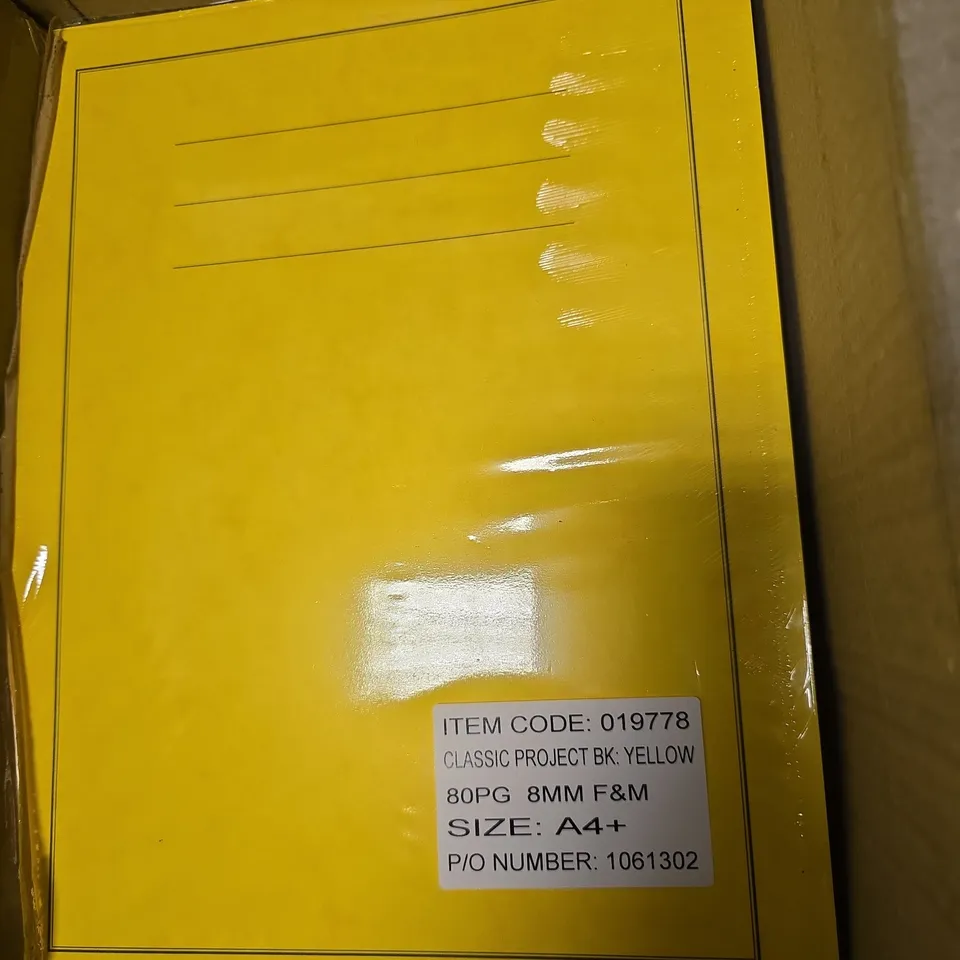 ITEM CODE: 019778
CLASSIC PROJECT BK: YELLOW
80PG 8MM F&M
SIZE: A4+
P/O NUMBER: 1061302